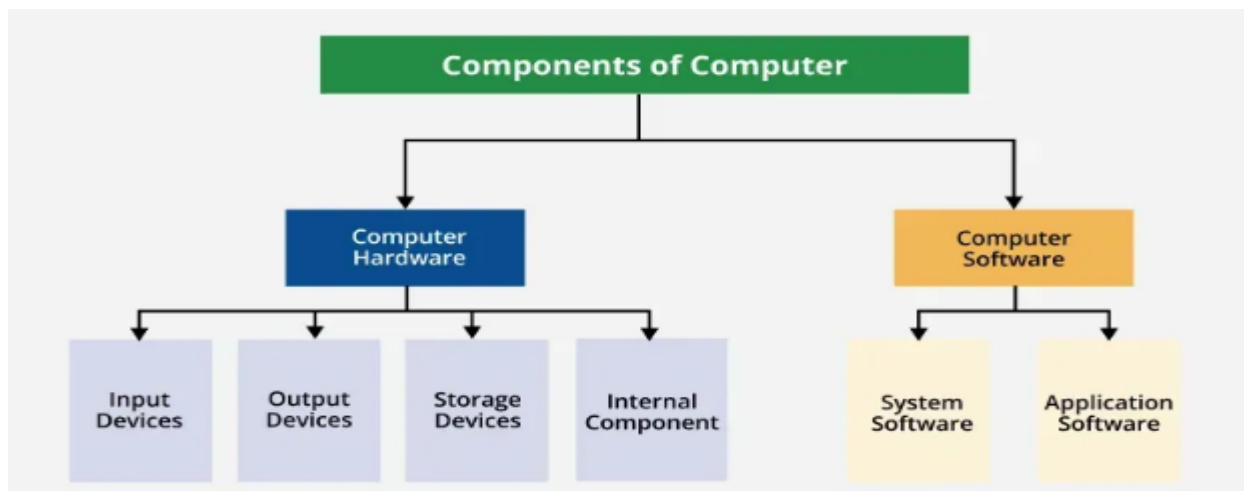 Components of Computer
Computer
Hardware
Computer
Software
Input
Devices
Output
Devices
Storage
Devices
Internal
Component
System
Software
Application
Software